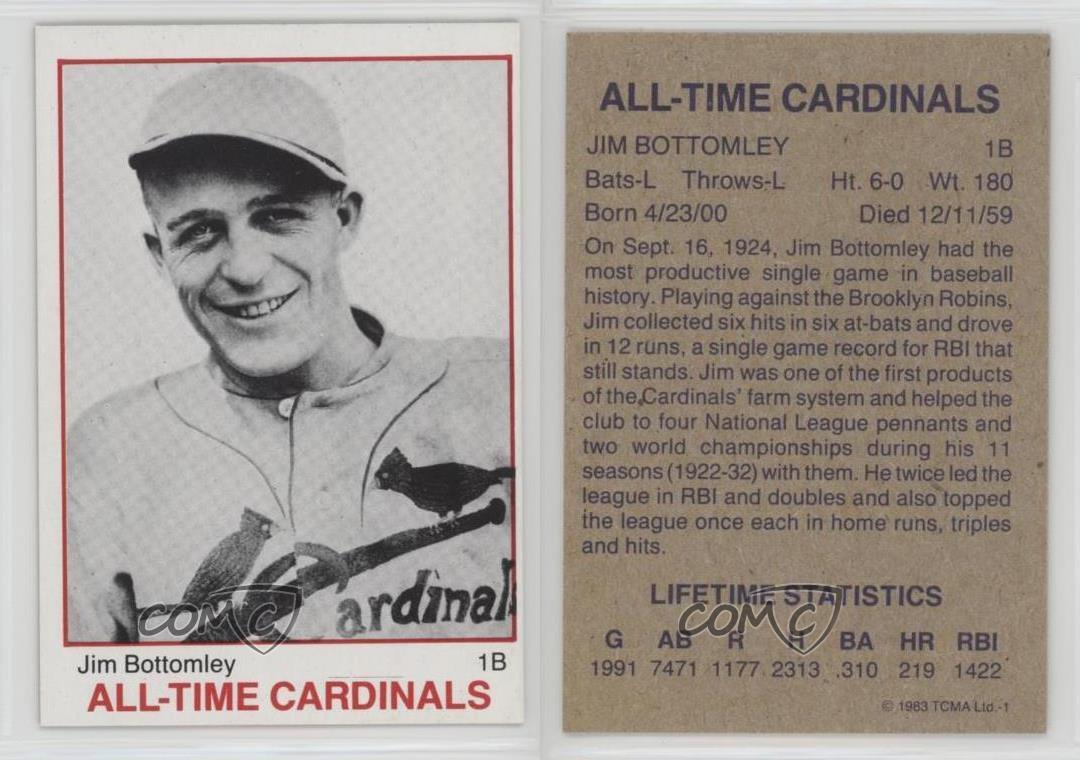 Cardinal
Jim Bottomley 1B
ALL-TIME CARDINALS
COMC
ALL-TIME CARDINALS
JIM BOTTOMLEY 1B
Bats-L Throws-L Ht. 6-0 Wt. 180
Born 4/23/00 Died 12/11/59
On Sept. 16, 1924, Jim Bottomley had the
most productive single game in baseball
history. Playing against the Brooklyn Robins,
Jim collected six hits in six at-bats and drove
in 12 runs, a single game record for RBI that
still stands. Jim was one of the first products
of the Cardinals' farm system and helped the
club to four National League pennants and
two world championships during his 11
seasons (1922-32) with them. He twice led the
league in RBI and doubles and also topped
the league once each in home runs, triples
and hits.
LIFETIME STATISTICS
COMC
G AB R H BA HR RBI
1991 7471 1177 2313 .310 219 1422
© 1983 TCMA Ltd.-1